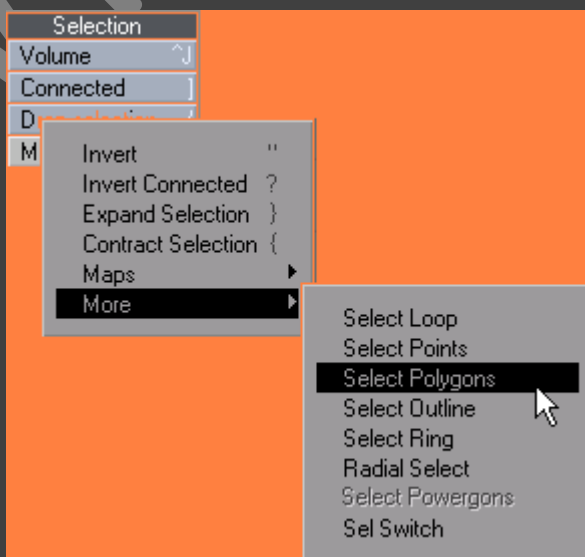 Selection
Volume ^J
Connected ]
D
M
Invert "
Invert Connected ?
Expand Selection }
Contract Selection {
Maps
More
Select Loop
Select Points
Select Polygons
Select Outline
Select Ring
Radial Select
Select Powergons
Sel Switch